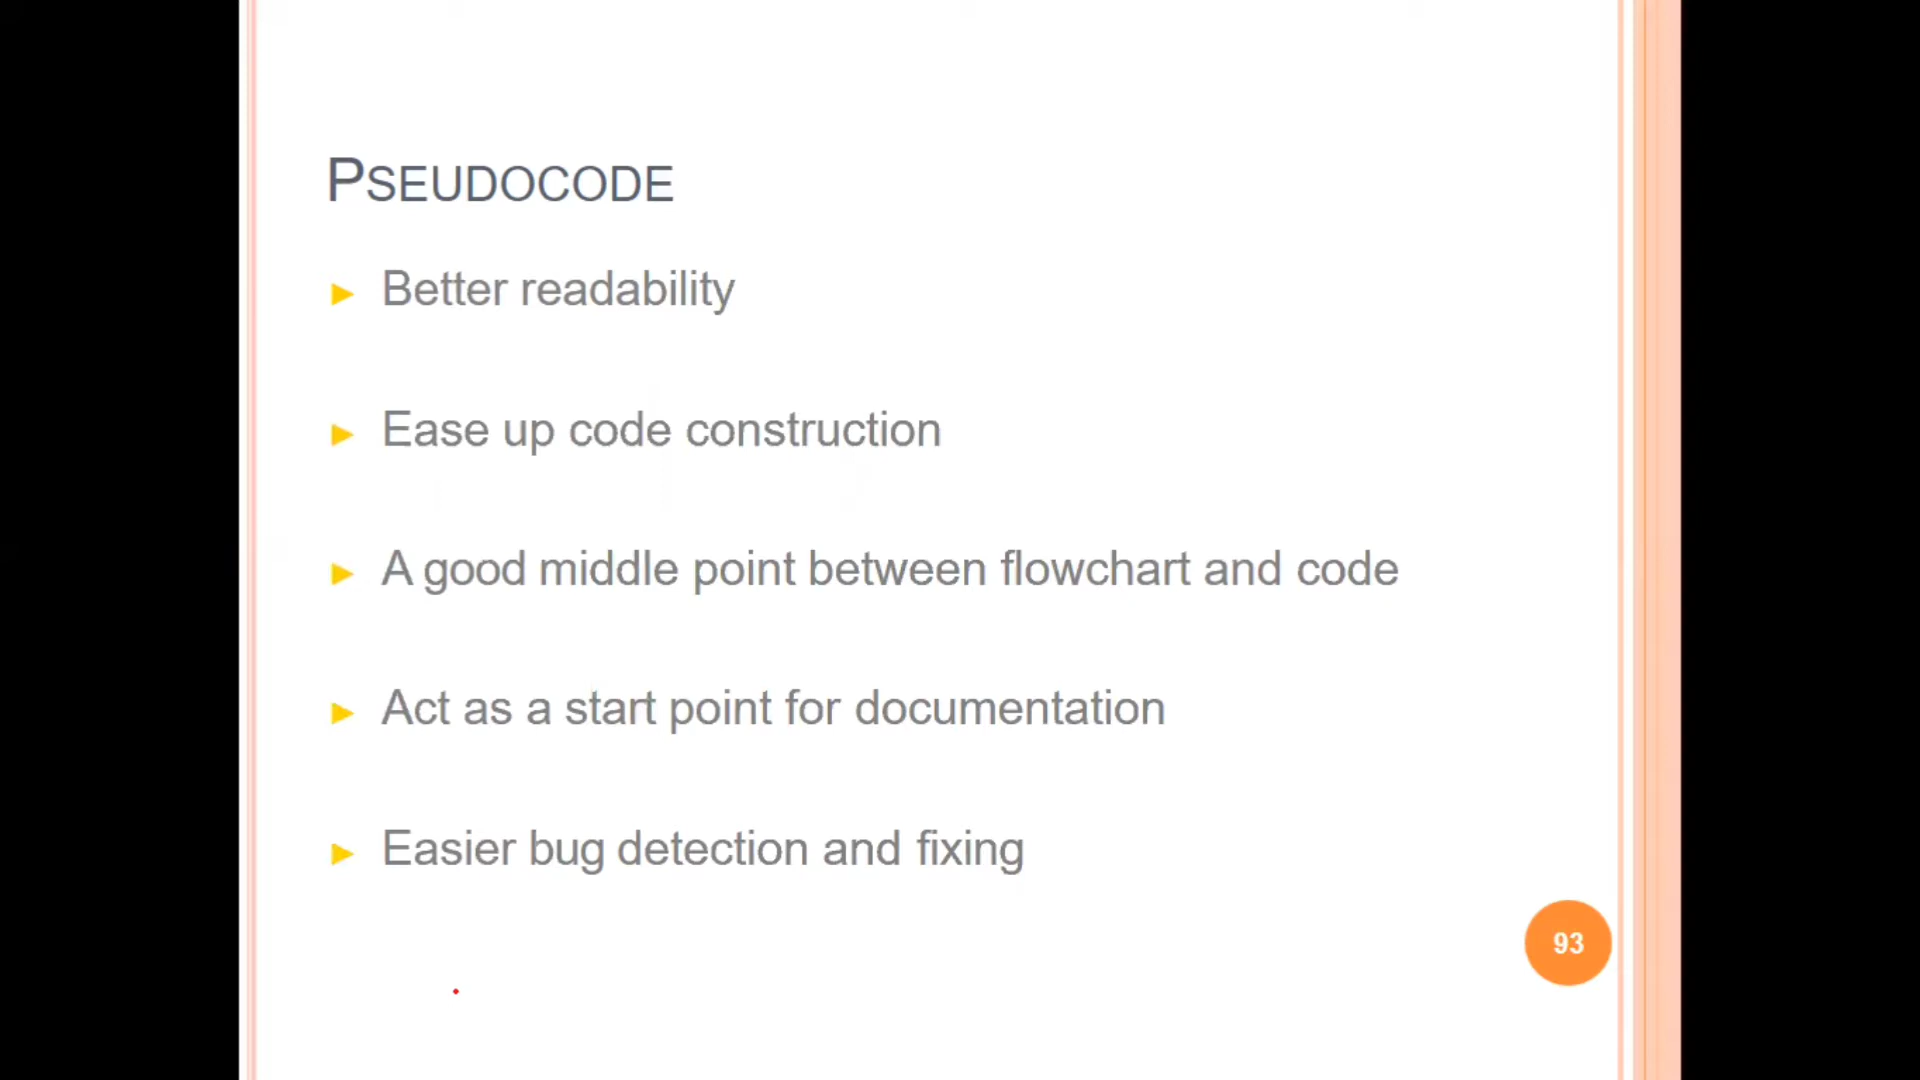 PSEUDOCODE
► Better readability
► Ease up code construction
► A good middle point between flowchart and code
► Act as a start point for documentation
► Easier bug detection and fixing
93